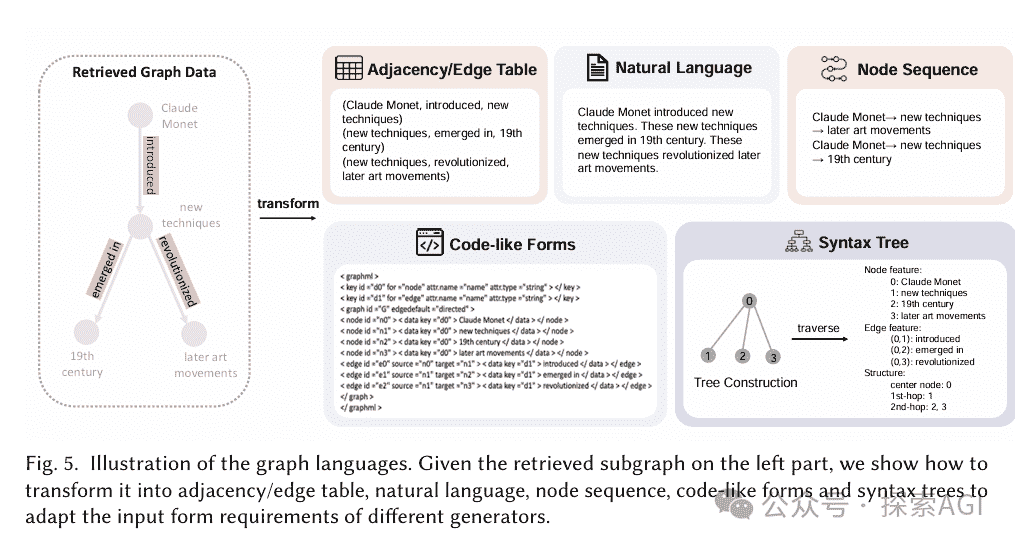 Retrieved Graph Data
Claude
Monet
introduced
new
techniques
emerged in
revolutionized
19th
century
later art
movements
transform
Adjacency/Edge Table
(Claude Monet, introduced, new
techniques)
(new techniques, emerged in, 19th
century)
(new techniques, revolutionized,
later art movements)
Natural Language
Claude Monet introduced new
techniques. These new techniques
emerged in 19th century. These
new techniques revolutionized later
art movements.
Node Sequence
Claude Monet→ new techniques
→ later art movements
Claude Monet→ new techniques
→ 19th century
Code-like Forms
< graphml >
< key id ="d0" for ="node" attr.name ="name" attr.type ="string" > </ key >
< key id ="d1" for ="edge" attr.name ="name" attr.type ="string" > </ key >
< graph id ="G" edgedefault ="directed" >
< node id ="n0" > < data key ="d0" > Claude Monet </ data > </ node >
< node id ="n1" > < data key ="d0" > new techniques </ data > </ node >
< node id ="n2" > < data key ="d0" > 19th century </ data > </ node >
< node id ="n3" > < data key ="d0" > later art movements </ data > </ node >
< edge id ="e0" source ="n0" target ="n1" > < data key ="d1" > introduced </ data > </ edge >
< edge id ="e1" source ="n1" target ="n2" > < data key ="d1" > emerged in </ data > </ edge >
< edge id ="e2" source ="n1" target ="n3" > < data key ="d1" > revolutionized </ data > </ edge >
</ graph >
</ graphml >
Syntax Tree
0
1
2
3
Tree Construction
traverse
Node feature:
0: Claude Monet
1: new techniques
2: 19th century
3: later art movements
Edge feature:
(0,1): introduced
(0,2): emerged in
(0,3): revolutionized
Structure:
center node: 0
1st-hop: 1
2nd-hop: 2, 3
Fig. 5. Illustration of the graph languages. Given the retrieved subgraph on the left part, we show how to
transform it into adjacency/edge table, natural language, node sequence, code-like forms and syntax trees to
adapt the input form requirements of different generators.
公众号 · 探索AGI